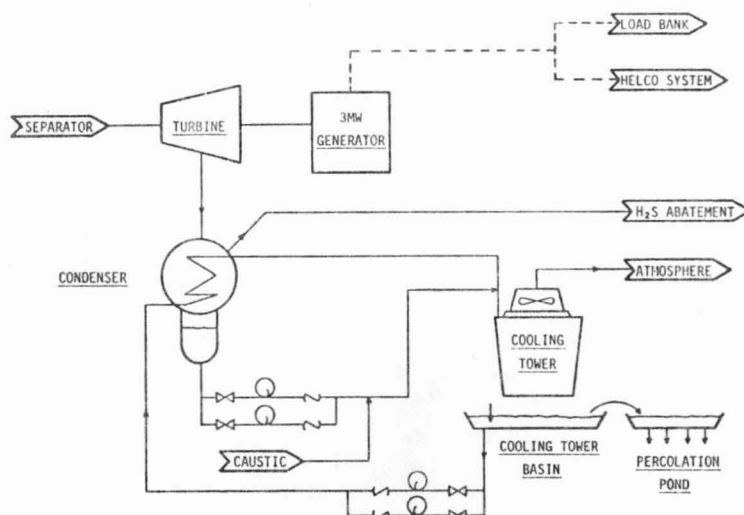 LOAD BANK
HELCO SYSTEM
SEPARATOR
TURBINE
3MW
GENERATOR
H₂S ABATEMENT
ATMOSPHERE
CONDENSER
COOLING
TOWER
CAUSTIC
COOLING TOWER
BASIN
PERCOLATION
POND